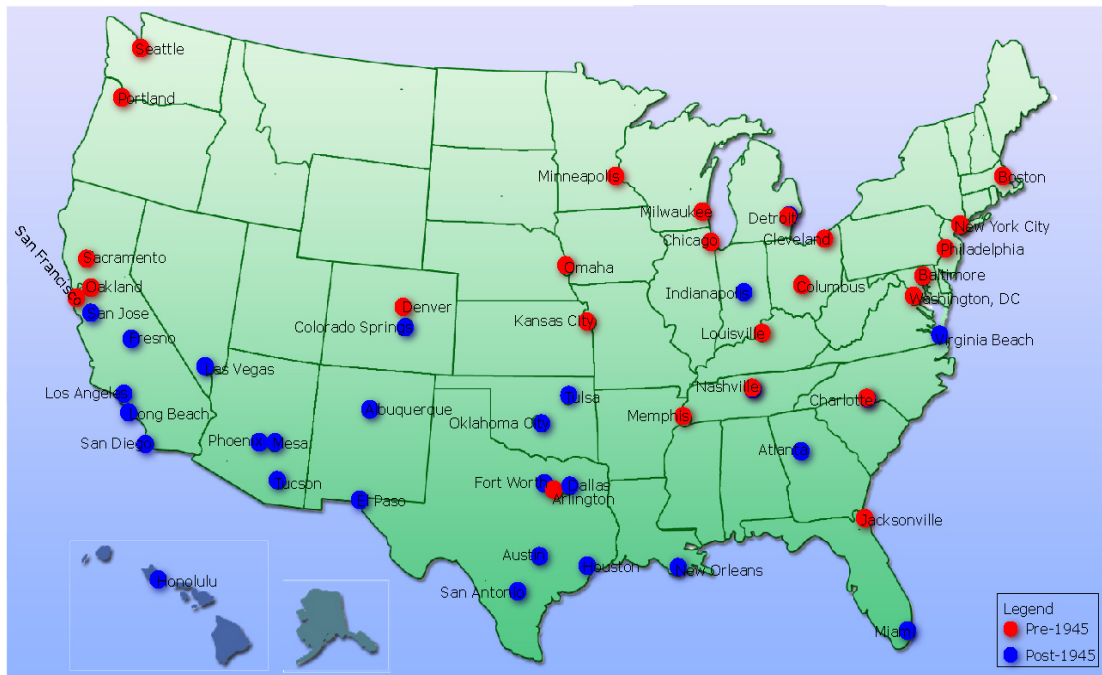 Seattle
Portland
Minneapolis
Boston
Milwaukee
Detroit
New York City
Chicago
Cleveland
Philadelphia
San Francisco
Sacramento
Omaha
Baltimore
Oakland
Indianapolis
Columbus
Washington, DC
San Jose
Denver
Colorado Springs
Kansas City
Louisville
Virginia Beach
Fresno
Las Vegas
Nashville
Los Angeles
Tulsa
Charlotte
Long Beach
Albuquerque
Memphis
Oklahoma City
San Diego
Phoenix
Mesa
Atlanta
Tucson
Fort Worth
Dallas
Arlington
El Paso
Jacksonville
Austin
Houston
New Orleans
Honolulu
San Antonio
Miami
Legend
Pre-1945
Post-1945